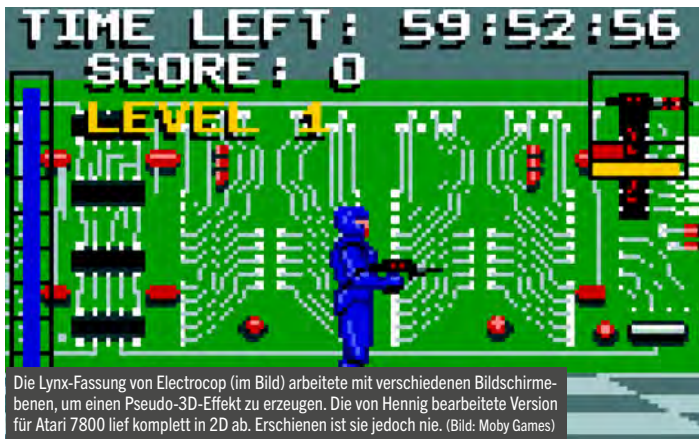 TIME LEFT: 59:52:56
SCORE: 0
LEVEL 1
Die Lynx-Fassung von Electrocop (im Bild) arbeitete mit verschiedenen Bildschirme-
benen, um einen Pseudo-3D-Effekt zu erzeugen. Die von Hennig bearbeitete Version
für Atari 7800 lief komplett in 2D ab. Erschienen ist sie jedoch nie. (Bild: Moby Games)